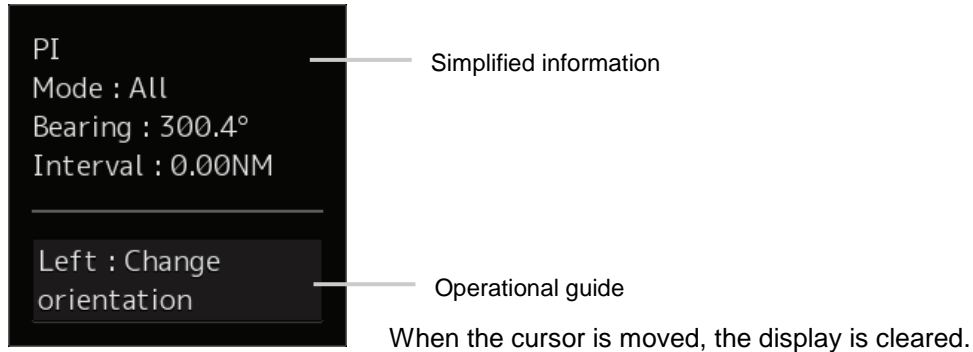 PI
Mode : All
Bearing : 300.4°
Interval : 0.00NM
Left : Change
orientation
Simplified information
Operational guide
When the cursor is moved, the display is cleared.